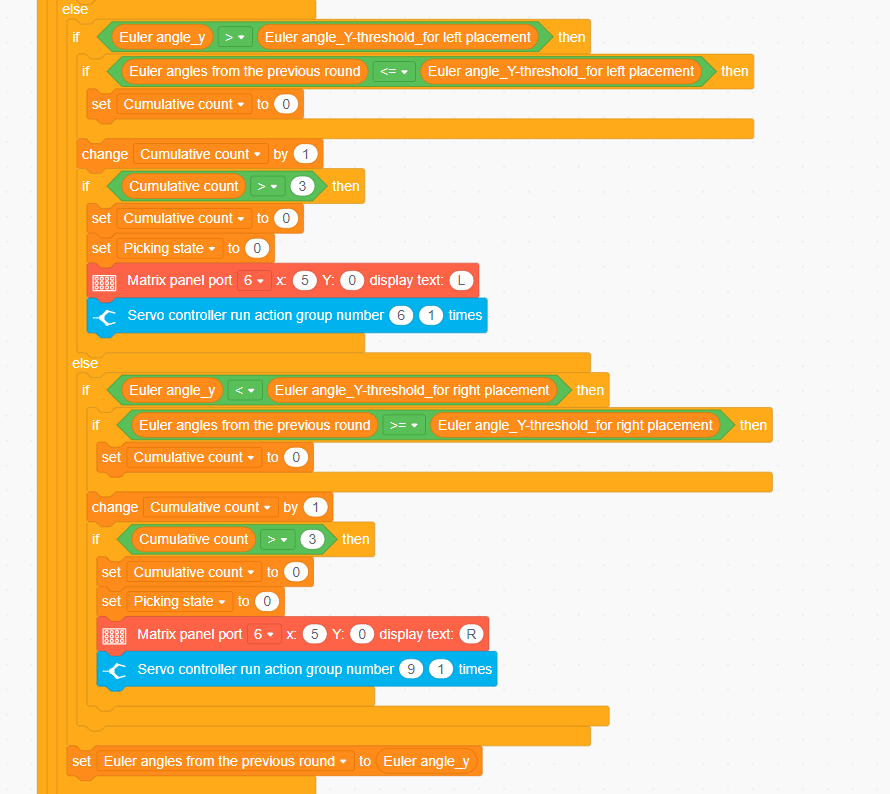 else
if Euler angle_y > Euler angle_Y-threshold_for left placement then
if Euler angles from the previous round <= Euler angle_Y-threshold_for left placement then
set Cumulative count to 0
change Cumulative count by 1
if Cumulative count > 3 then
set Cumulative count to 0
set Picking state to 0
Matrix panel port 6 x: 5 Y: 0 display text: L
Servo controller run action group number 6 1 times
else
if Euler angle_y < Euler angle_Y-threshold_for right placement then
if Euler angles from the previous round >= Euler angle_Y-threshold_for right placement then
set Cumulative count to 0
change Cumulative count by 1
if Cumulative count > 3 then
set Cumulative count to 0
set Picking state to 0
Matrix panel port 6 x: 5 Y: 0 display text: R
Servo controller run action group number 9 1 times
set Euler angles from the previous round to Euler angle_y